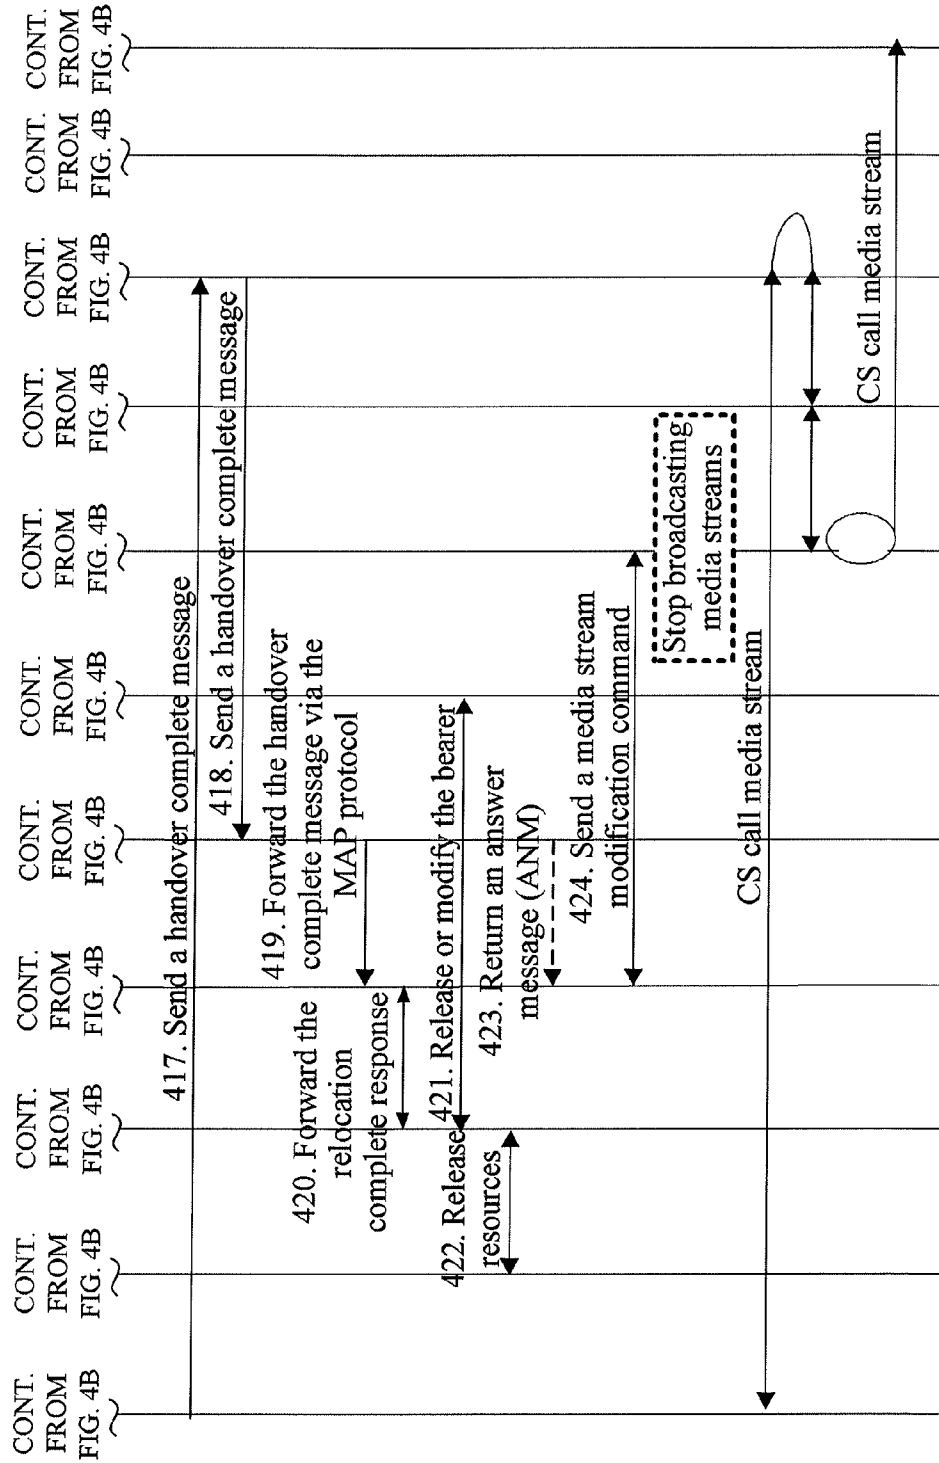 CONT.
FROM
FIG. 4B
CONT.
FROM
FIG. 4B
CONT.
FROM
FIG. 4B
CONT.
FROM
FIG. 4B
CONT.
FROM
FIG. 4B
CONT.
FROM
FIG. 4B
CONT.
FROM
FIG. 4B
CONT.
FROM
FIG. 4B
CONT.
FROM
FIG. 4B
CONT.
FROM
FIG. 4B
CONT.
FROM
FIG. 4B
417. Send a handover complete message
418. Send a handover complete message
419. Forward the handover
complete message via the
MAP protocol
420. Forward the
relocation
complete response
421. Release or modify the bearer
422. Release
resources
423. Return an answer
message (ANM)
424. Send a media stream
modification command
Stop broadcasting
media streams
CS call media stream
CS call media stream